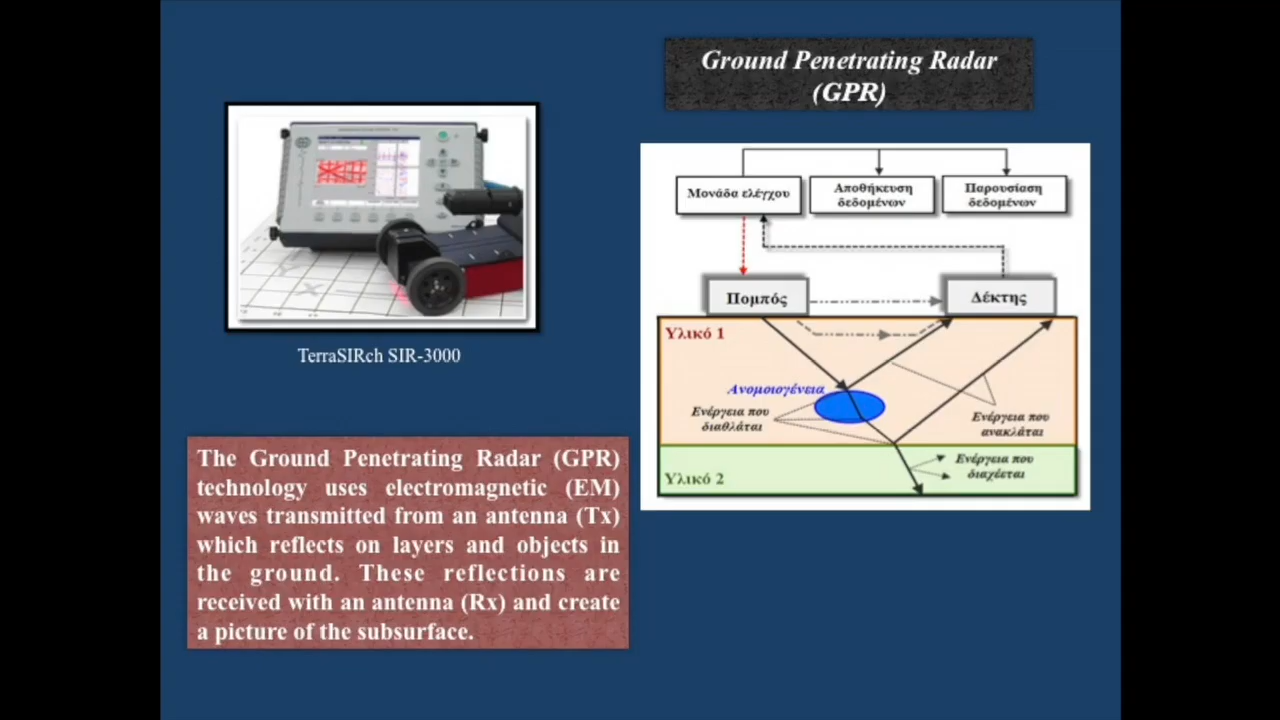 Ground Penetrating Radar
(GPR)
TerraSIRch SIR-3000
The Ground Penetrating Radar (GPR)
technology uses electromagnetic (EM)
waves transmitted from an antenna (Tx)
which reflects on layers and objects in
the ground. These reflections are
received with an antenna (Rx) and create
a picture of the subsurface.
Μονάδα ελέγχου
Αποθήκευση
δεδομένων
Παρουσίαση
δεδομένων
Πομπός
Δέκτης
Υλικό 1
Ανομοιογένεια
Ενέργεια που
διαθλάται
Ενέργεια που
ανακλάται
Ενέργεια που
διαχέεται
Υλικό 2